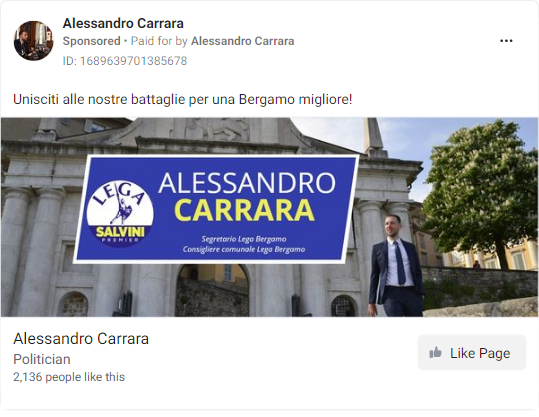 Alessandro Carrara
Sponsored • Paid for by Alessandro Carrara
ID: 1689639701385678
Unisciti alle nostre battaglie per una Bergamo migliore!
LEGA
SALVINI
PREMIER
ALESSANDRO
CARRARA
Segretario Lega Bergamo
Consigliere comunale Lega Bergamo
Alessandro Carrara
Politician
2,136 people like this
Like Page